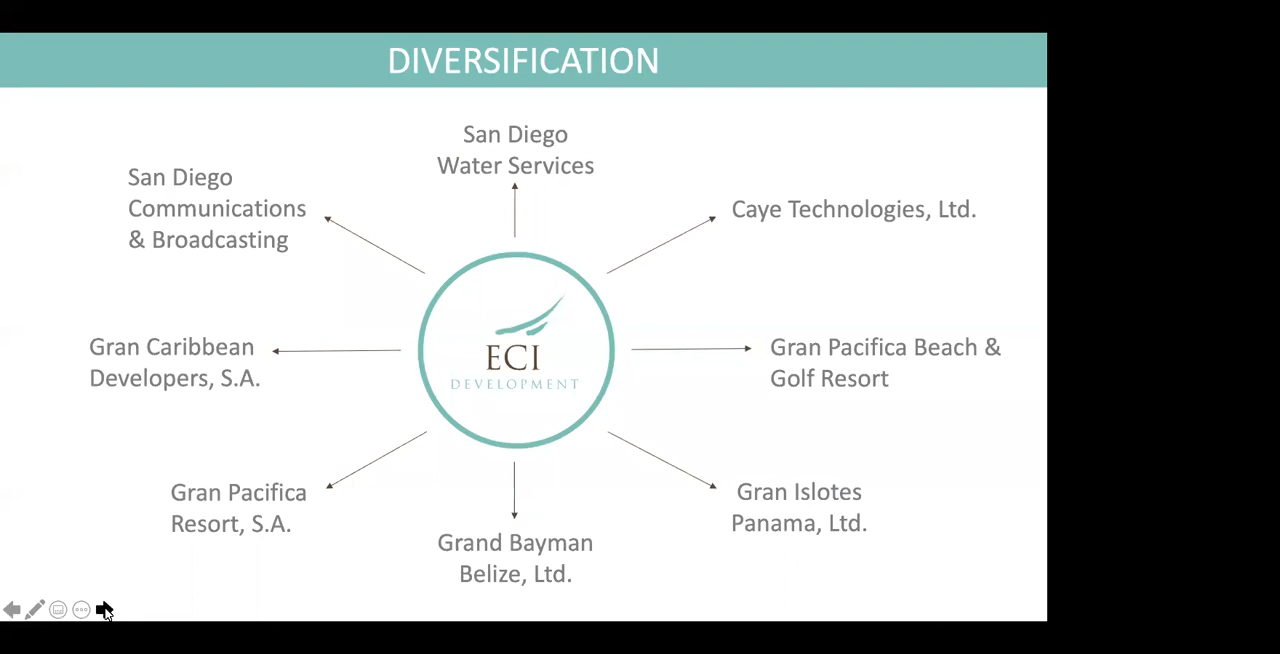 DIVERSIFICATION
San Diego
Water Services
San Diego
Communications
& Broadcasting
Caye Technologies, Ltd.
ECI
DEVELOPMENT
Gran Caribbean
Developers, S.A.
Gran Pacifica Beach &
Golf Resort
Gran Pacifica
Resort, S.A.
Gran Islotes
Panama, Ltd.
Grand Bayman
Belize, Ltd.